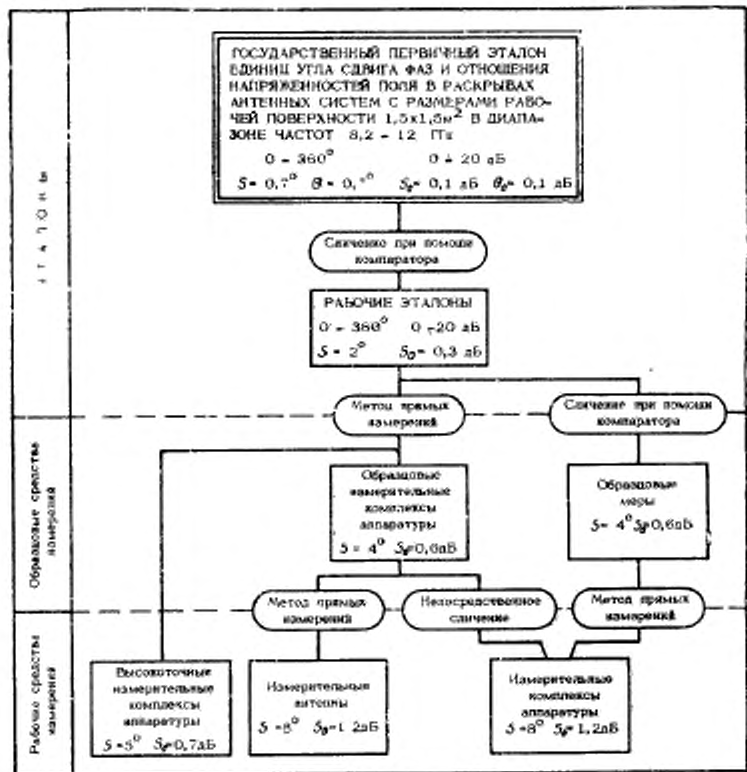 ЭТАЛОНЫ
ГОСУДАРСТВЕННЫЙ ПЕРВИЧНЫЙ ЭТАЛОН
ЕДИНИЦ УГЛА СДВИГА ФАЗ И ОТНОШЕНИЯ
НАПРЯЖЕННОСТЕЙ ПОЛЯ В РАСКРЫВАХ
АНТЕННЫХ СИСТЕМ С РАЗМЕРАМИ РАБО-
ЧЕЙ ПОВЕРХНОСТИ 1,5х1,5м² В ДИАПА-
ЗОНЕ ЧАСТОТ 8,2 – 12 ГГц
0 – 360° 0 – 20 дБ
S = 0,7° θ = S₀= 0,1 дБ θ₀= 0,1 дБ
Сличение при помощи
компаратора
РАБОЧИЕ ЭТАЛОНЫ
0 – 360° 0 – 20 дБ
S = 2° S₀= 0,3 дБ
Метод прямых
измерений
Сличение при помощи
компаратора
Образцовые средства
измерений
Образцовые
измерительные
комплексы
аппаратуры
S = 4° S₀=0,6дБ
Образцовые
меры
S = 4° S₀=0,6дБ
Метод прямых
измерений
Непосредственное
сличение
Метод прямых
измерений
Рабочие средства
измерений
Высокоточные
измерительные
комплексы
аппаратуры
S = 5° S₀=0,7дБ
Измерительные
антенны
S =8° S₀=1 2дБ
Измерительные
комплексы
аппаратуры
S =8° S₀=1,2дБ